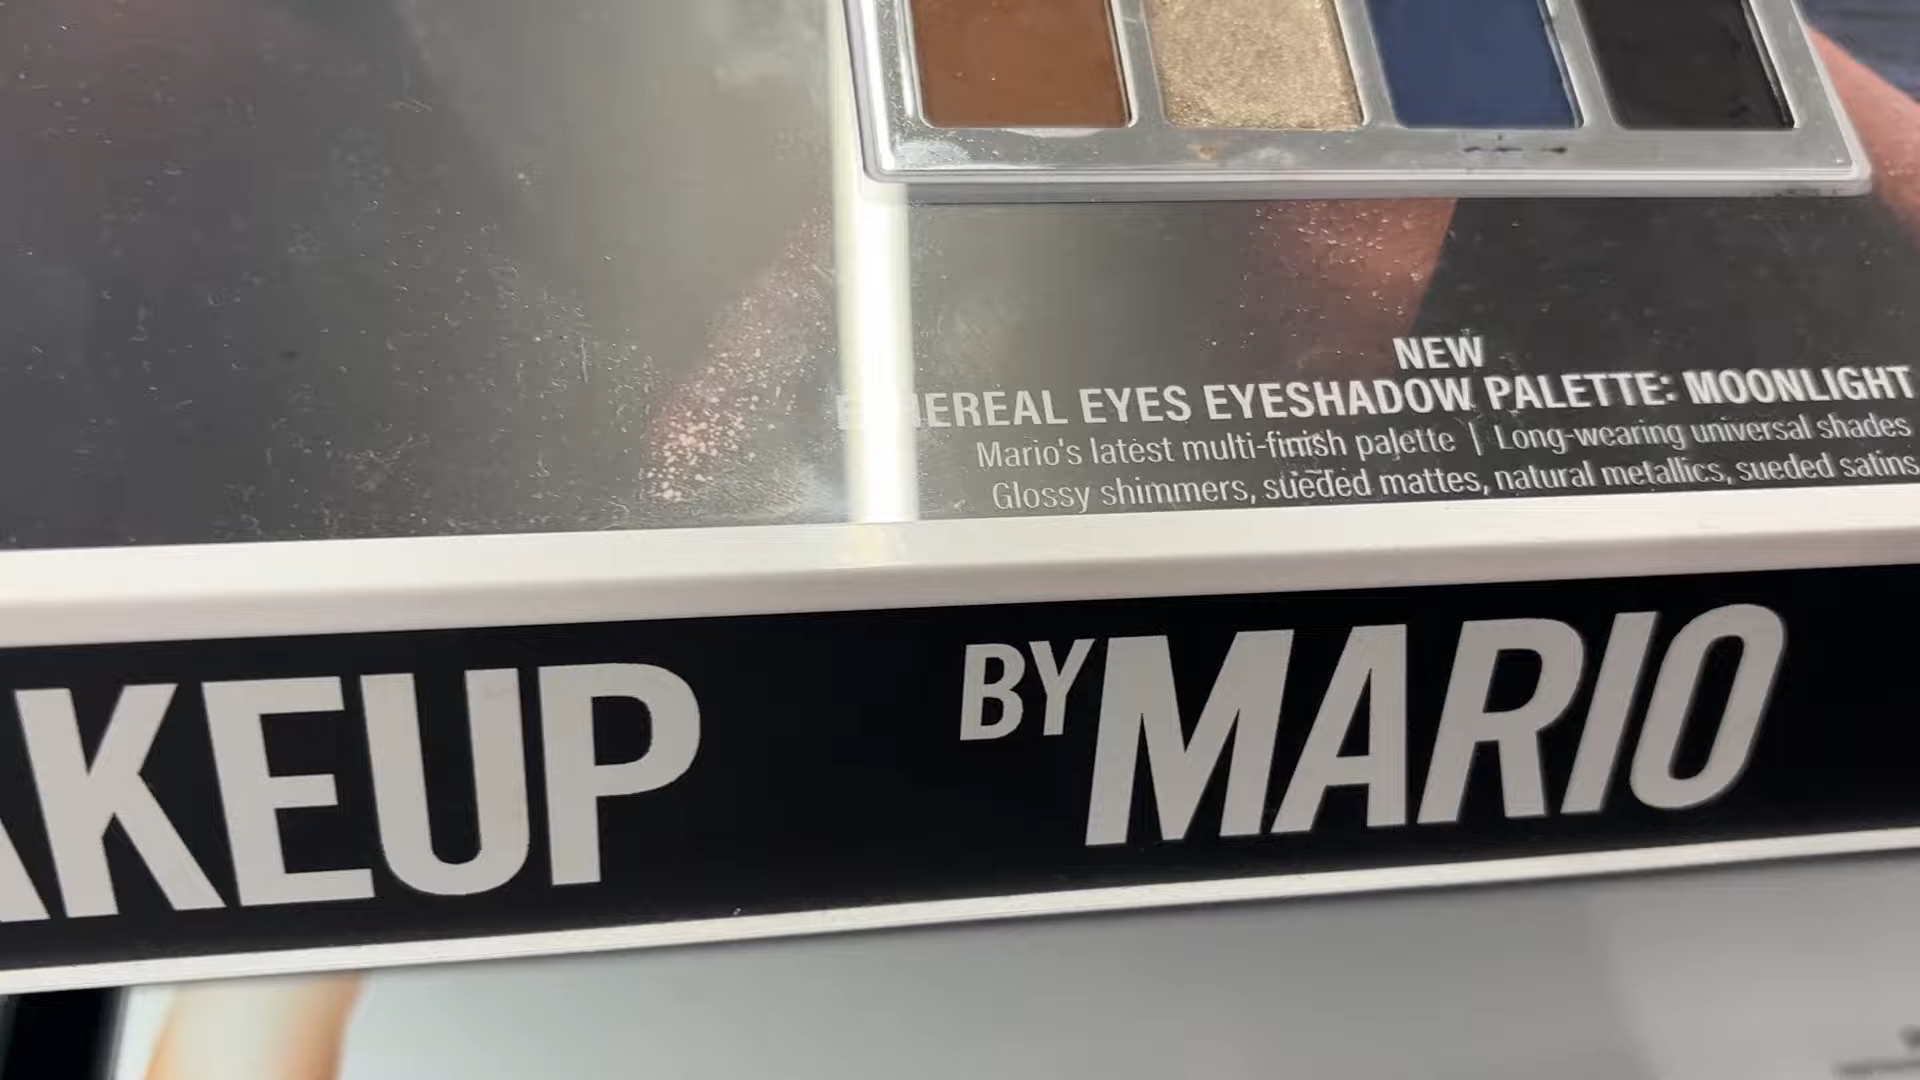 NEW
ETHEREAL EYES EYESHADOW PALETTE: MOONLIGHT
Mario's latest multi-finish palette | Long-wearing universal shades
Glossy shimmers, sueded mattes, natural metallics, sueded satins
AKEUP BY MARIO